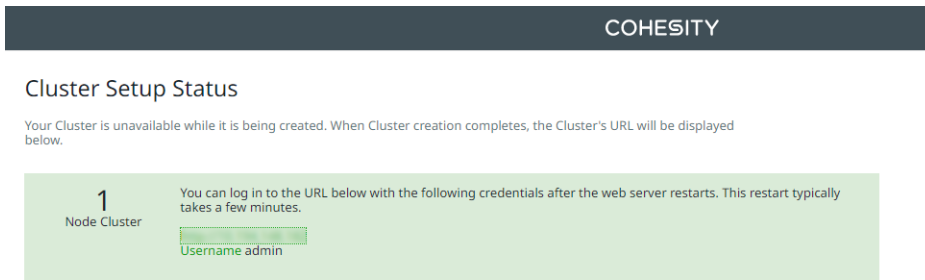 COHESITY
Cluster Setup Status
Your Cluster is unavailable while it is being created. When Cluster creation completes, the Cluster's URL will be displayed
below.
1
Node Cluster
You can log in to the URL below with the following credentials after the web server restarts. This restart typically
takes a few minutes.
Username admin